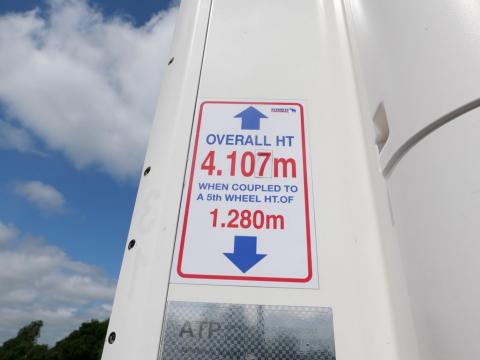 OVERALL HT
4.107m
WHEN COUPLED TO
A 5th WHEEL HT.OF
1.280m
ATP